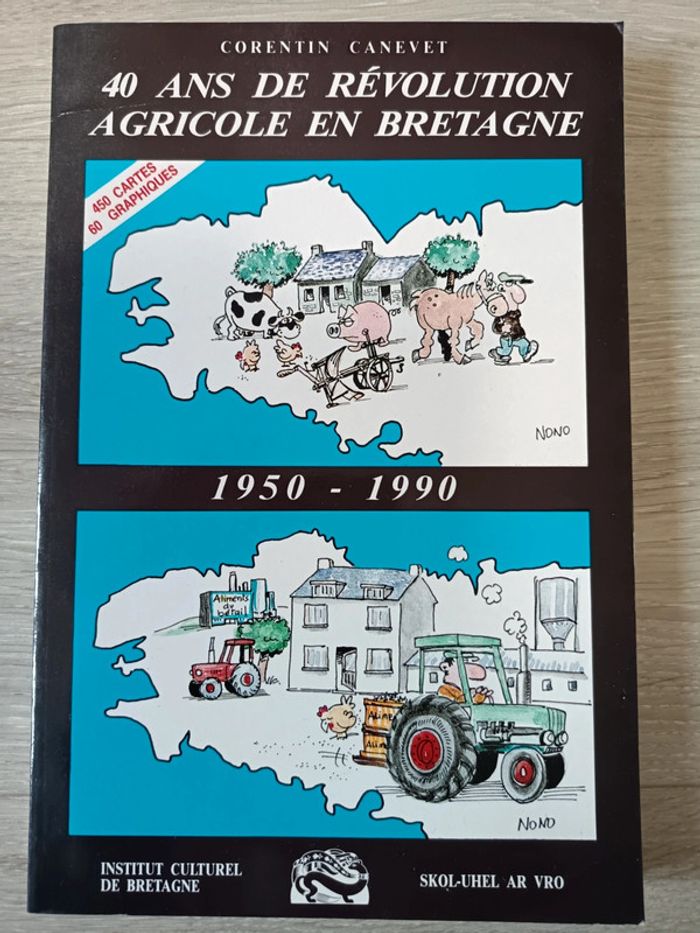 CORENTIN CANEVET
40 ANS DE RÉVOLUTION
AGRICOLE EN BRETAGNE
450 CARTES
60 GRAPHIQUES
NONO
1950 - 1990
Aliments
du
bétail
NONO
INSTITUT CULTUREL
DE BRETAGNE
SKOL-UHEL AR VRO